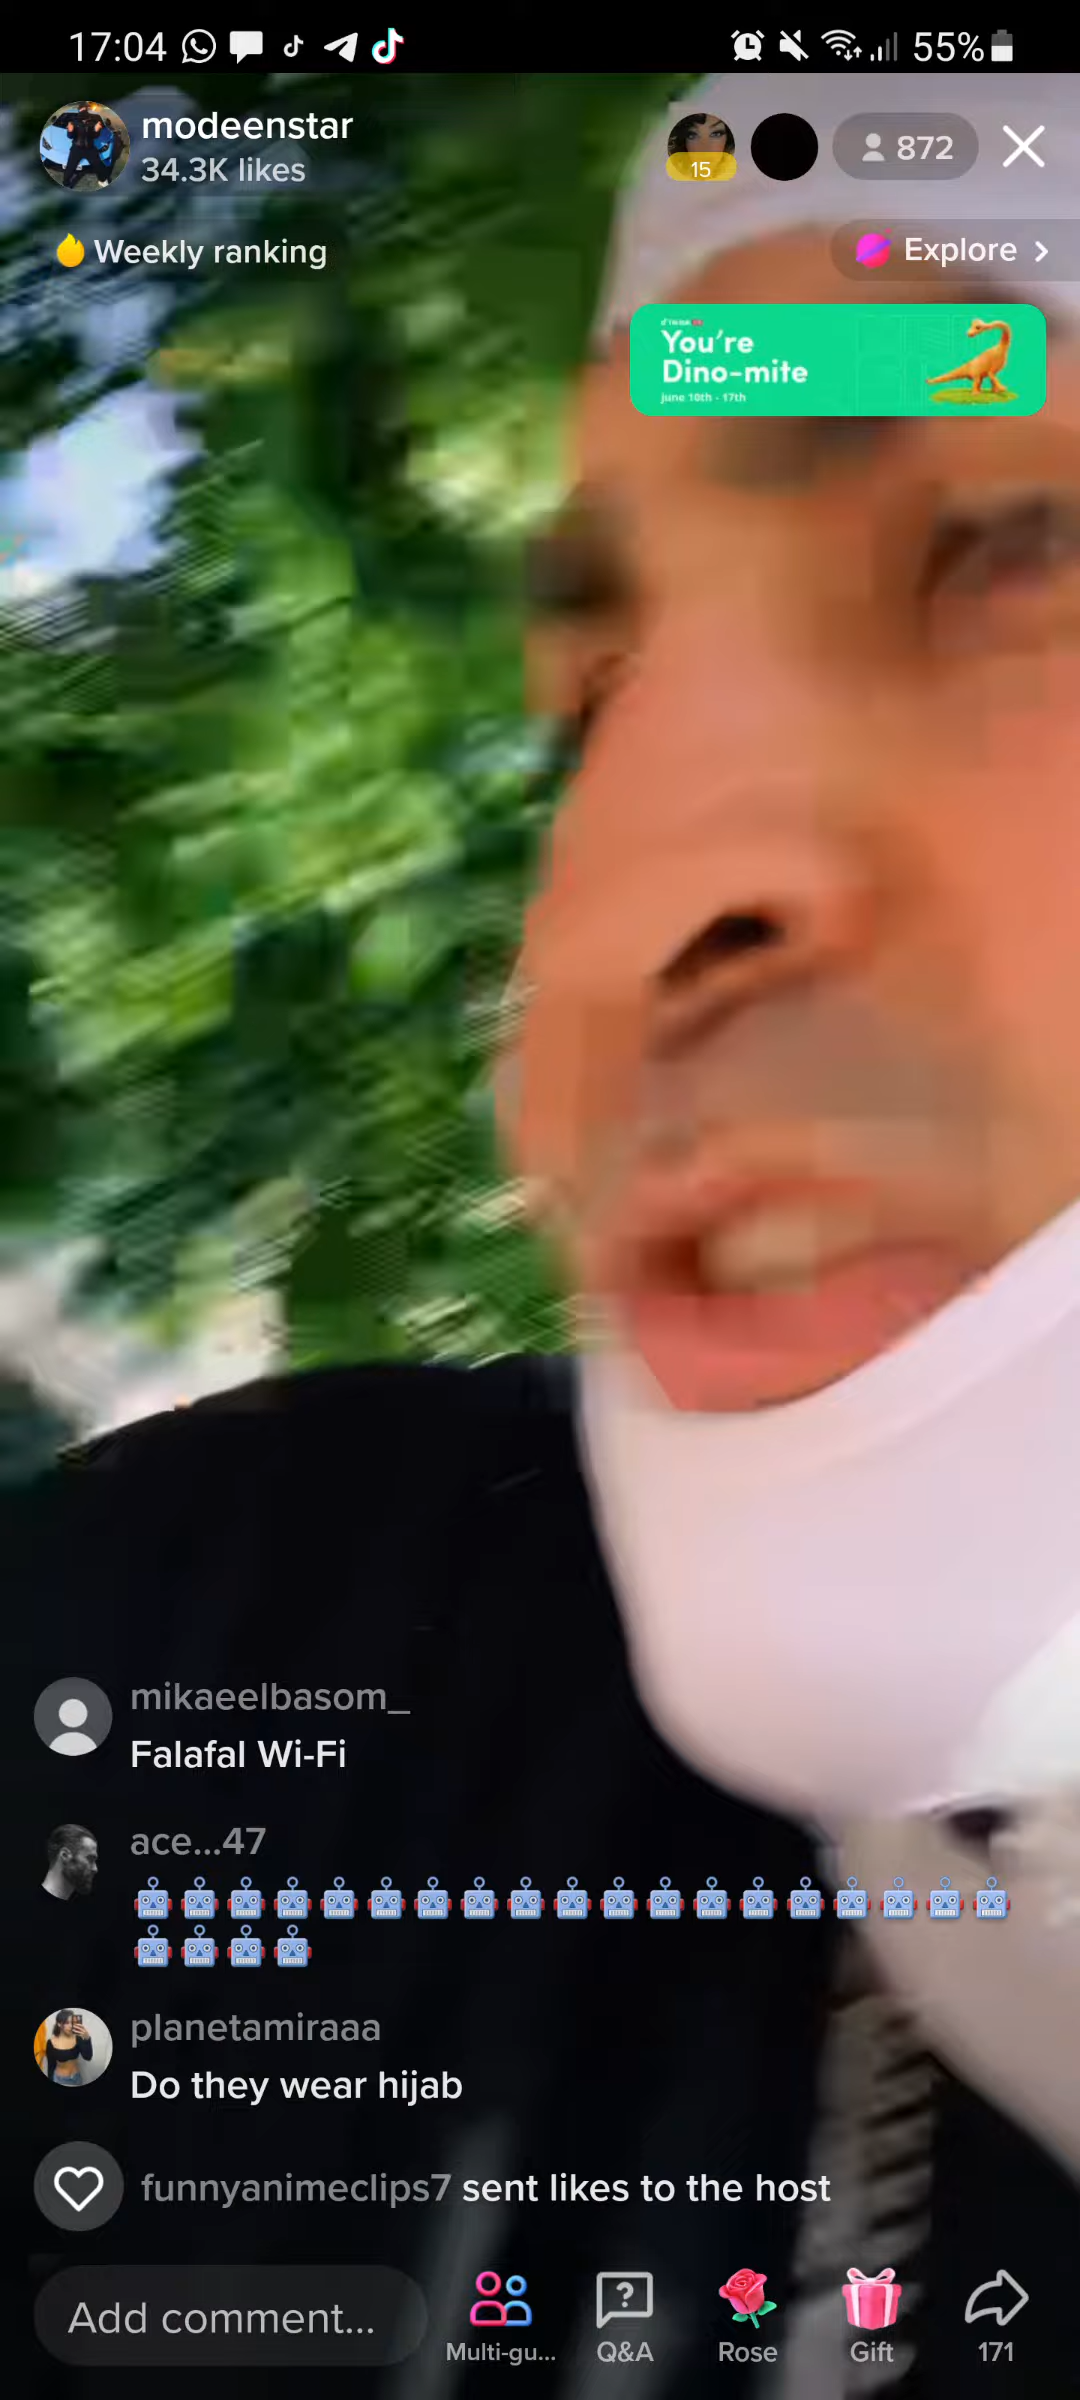 17:04
55%
modeenstar
34.3K likes
15
872
Weekly ranking
Explore
You're
Dino-mite
June 10th - 17th
mikaeelbasom_
Falafal Wi-Fi
ace...47
🤖🤖🤖🤖🤖🤖🤖🤖🤖🤖🤖🤖🤖🤖🤖🤖🤖🤖🤖
🤖🤖🤖🤖
planetamiraaa
Do they wear hijab
funnyanimeclips7 sent likes to the host
Add comment...
Multi-gu...
Q&A
Rose
Gift
171